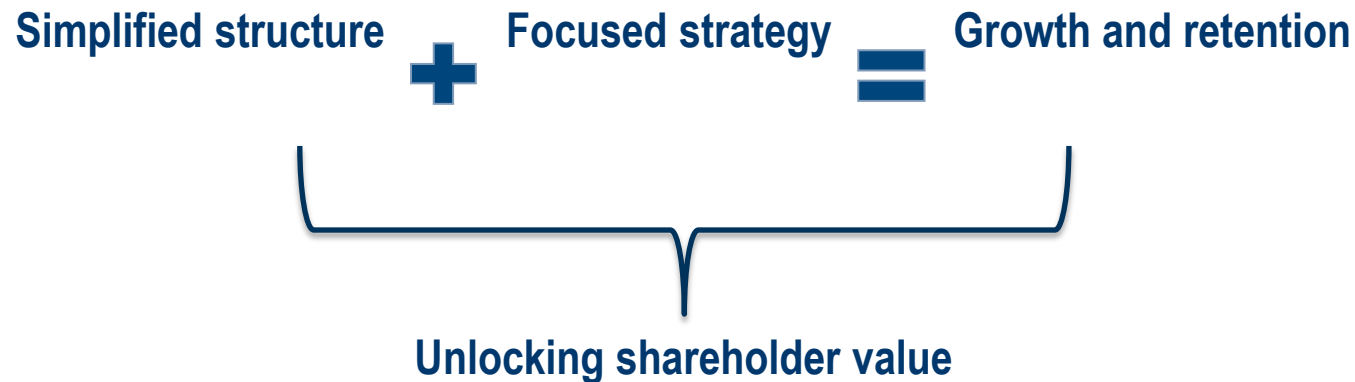 Simplified structure
Focused strategy
Growth and retention
Unlocking shareholder value